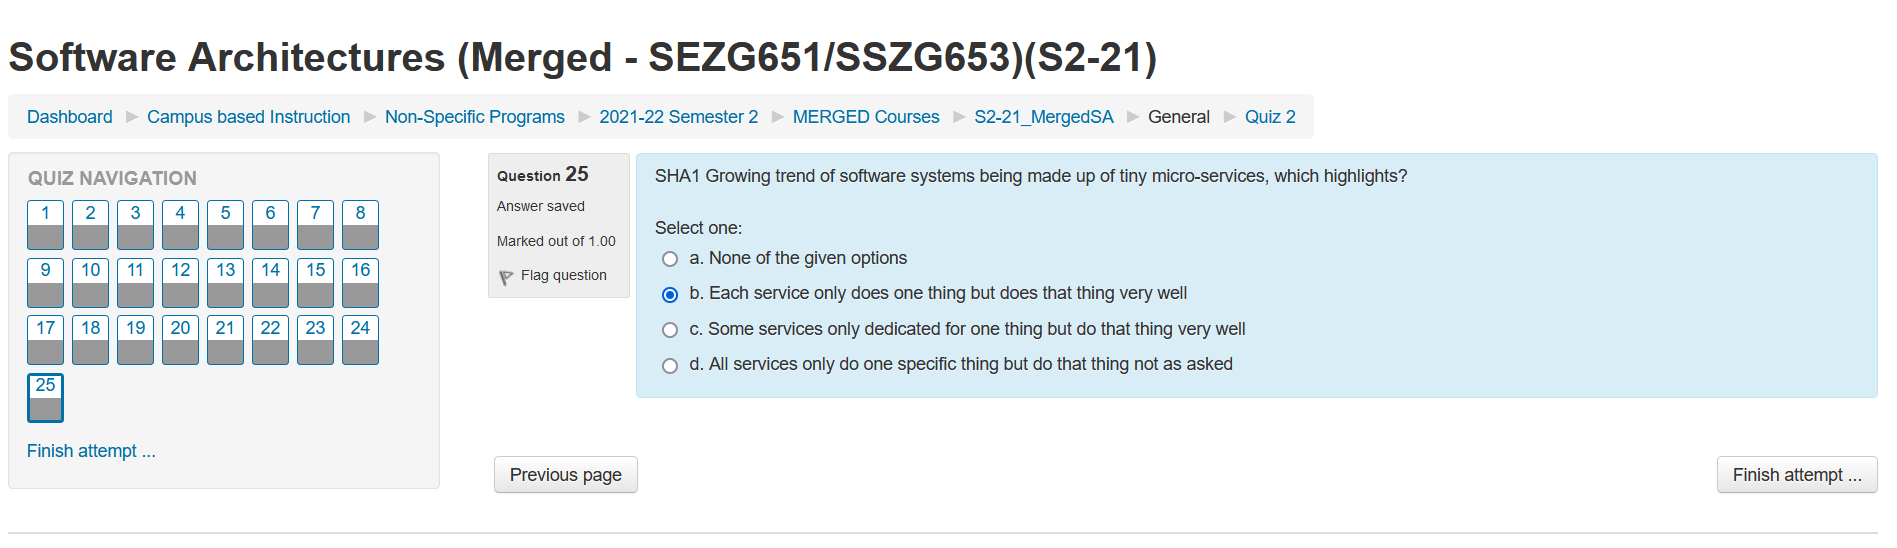 Software Architectures (Merged - SEZG651/SSZG653)(S2-21)
Dashboard ▶ Campus based Instruction ▶ Non-Specific Programs ▶ 2021-22 Semester 2 ▶ MERGED Courses ▶ S2-21_MergedSA ▶ General ▶ Quiz 2
QUIZ NAVIGATION
1 2 3 4 5 6 7 8
9 10 11 12 13 14 15 16
17 18 19 20 21 22 23 24
25
Finish attempt ...
Question 25
Answer saved
Marked out of 1.00
Flag question
SHA1 Growing trend of software systems being made up of tiny micro-services, which highlights?
Select one:
a. None of the given options
b. Each service only does one thing but does that thing very well
c. Some services only dedicated for one thing but do that thing very well
d. All services only do one specific thing but do that thing not as asked
Previous page
Finish attempt ...